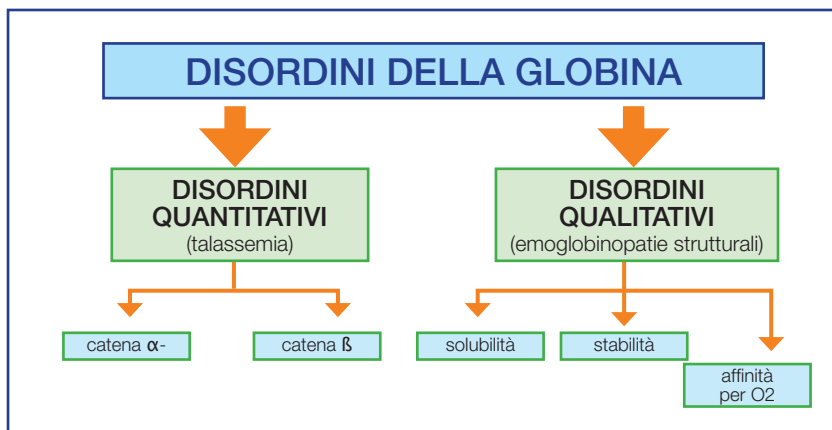 DISORDINI DELLA GLOBINA
DISORDINI
QUANTITATIVI
(talassemia)
DISORDINI
QUALITATIVI
(emoglobinopatie strutturali)
catena α-
catena ß
solubilità
stabilità
affinità
per O2